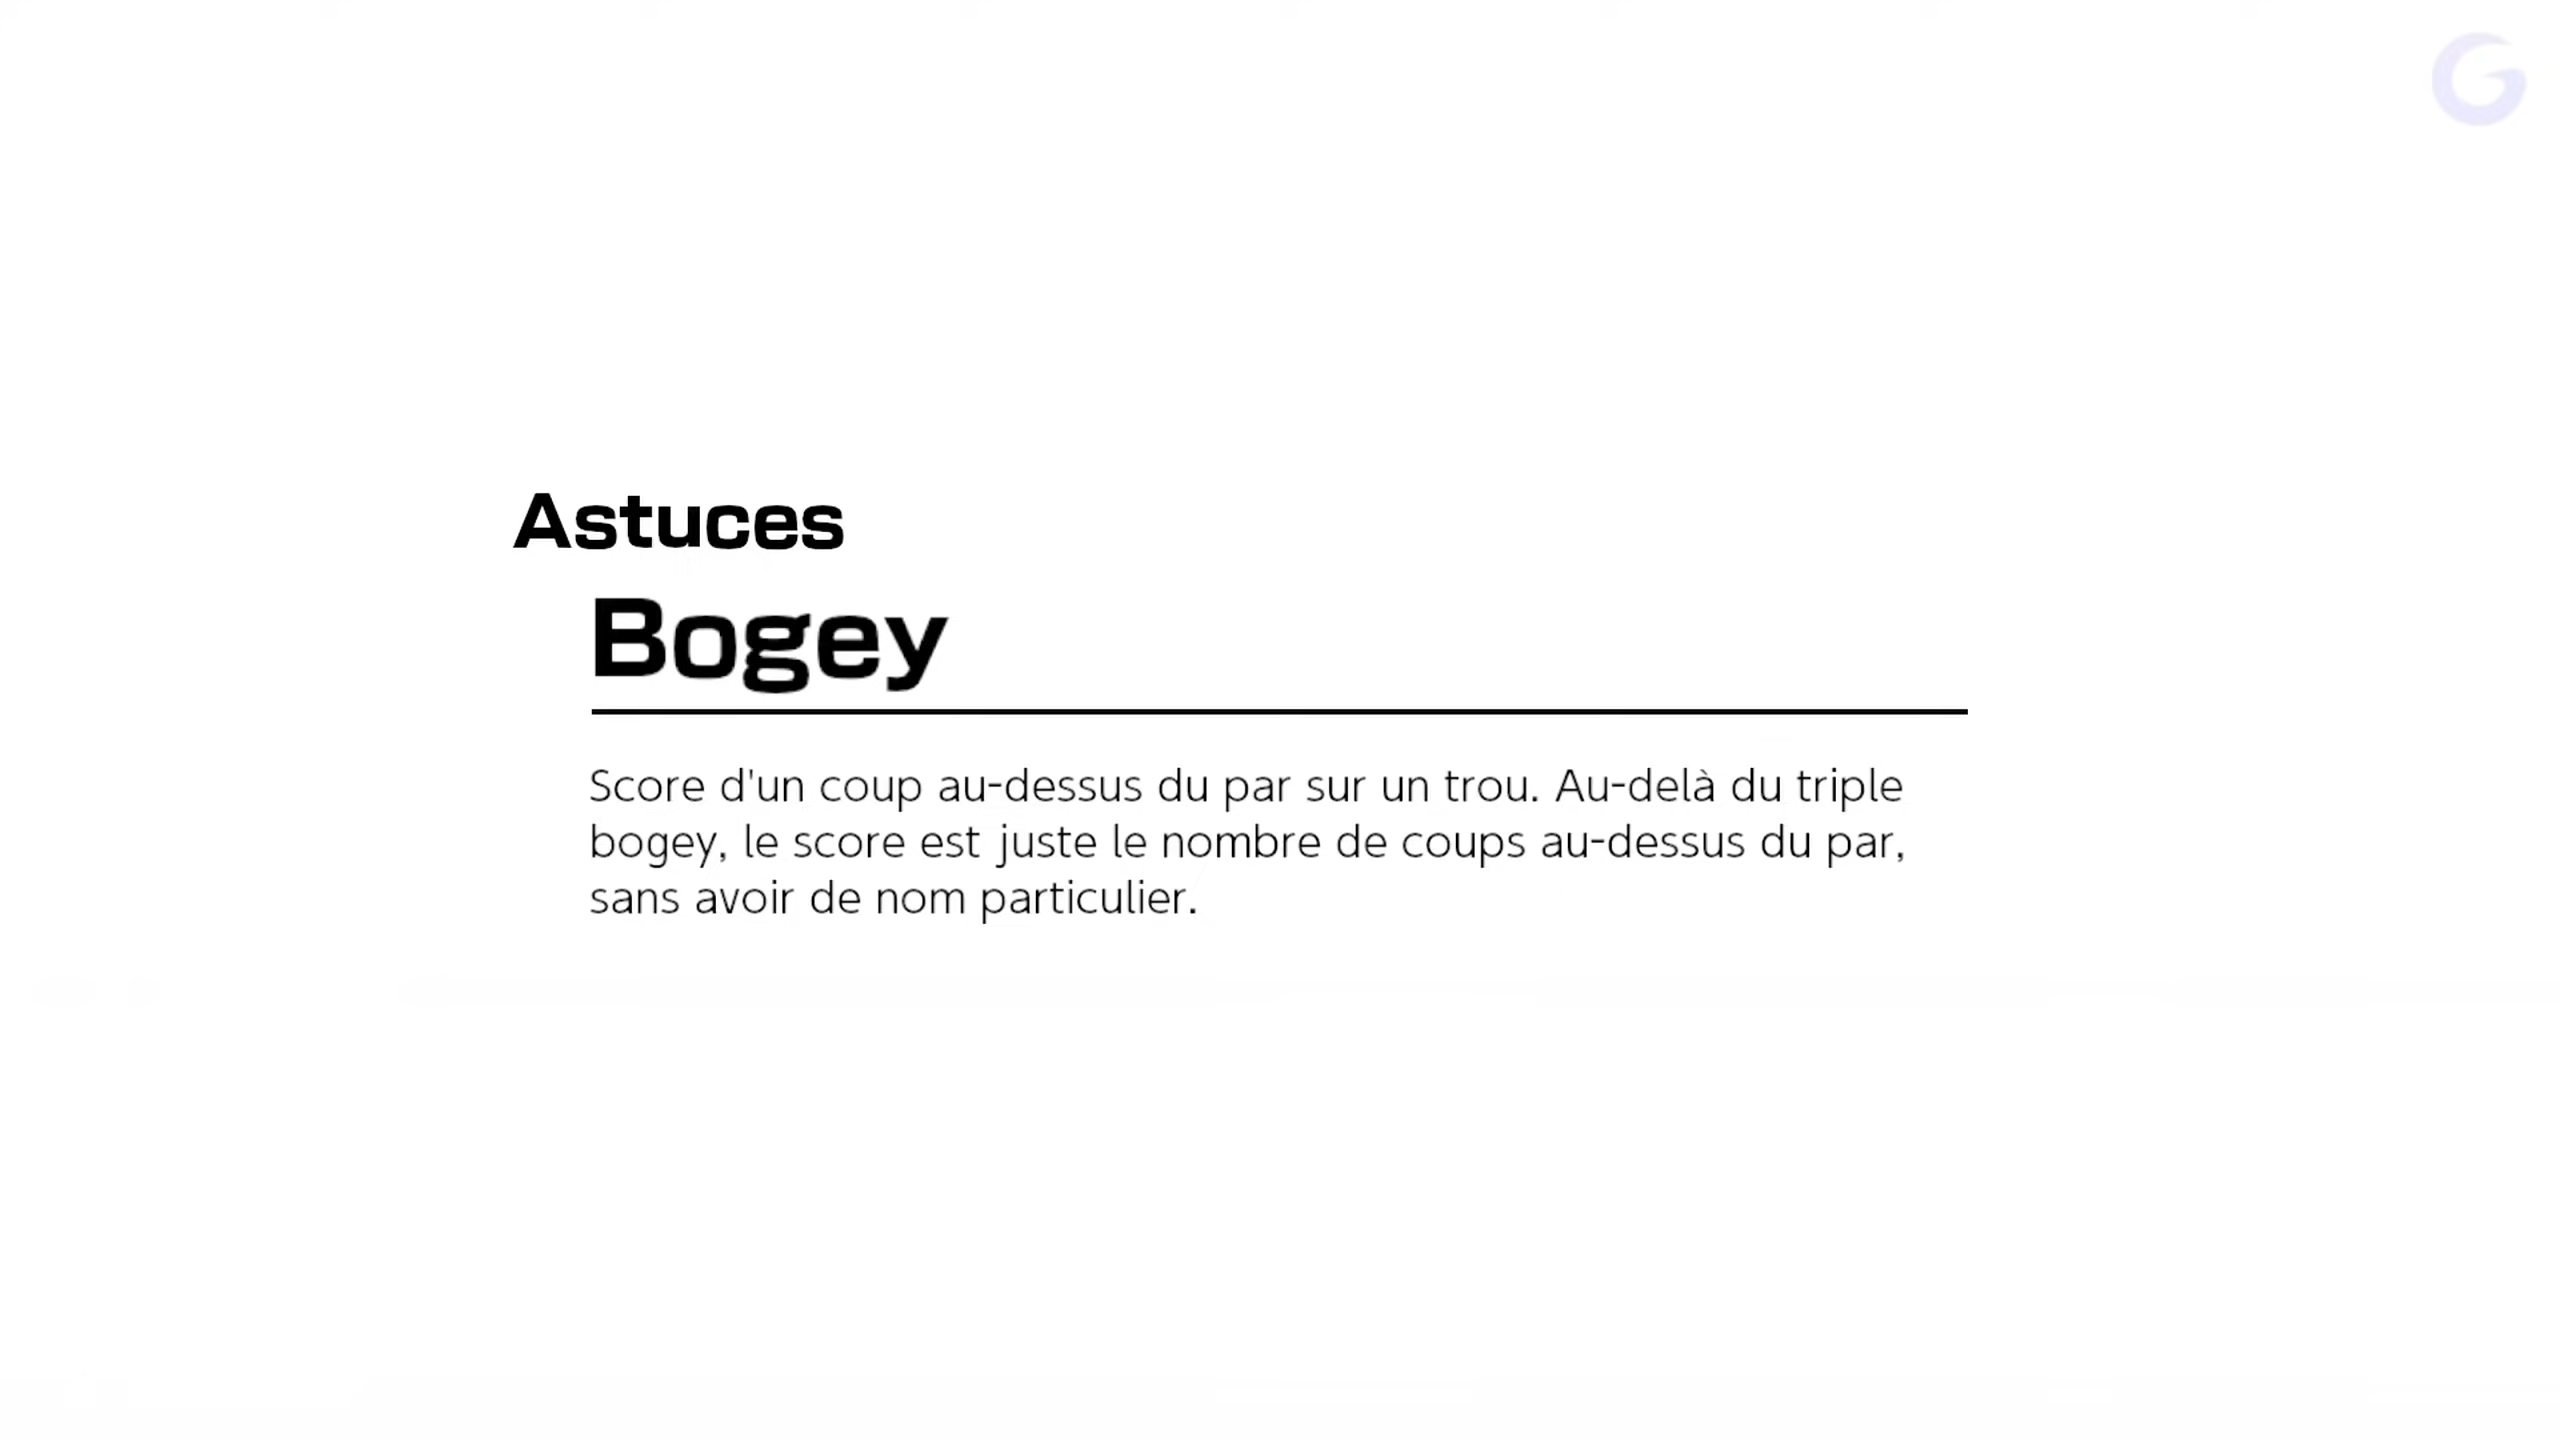 Astuces
Bogey
Score d'un coup au-dessus du par sur un trou. Au-delà du triple
bogey, le score est juste le nombre de coups au-dessus du par,
sans avoir de nom particulier.